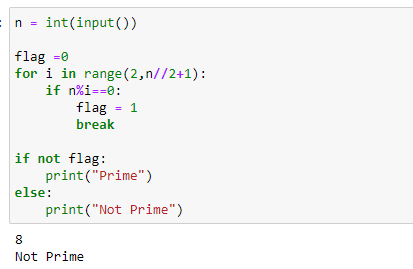 : n = int(input())
flag =0
for i in range(2,n//2+1):
    if n%i==0:
        flag = 1
        break
if not flag:
    print("Prime")
else:
    print("Not Prime")
8
Not Prime